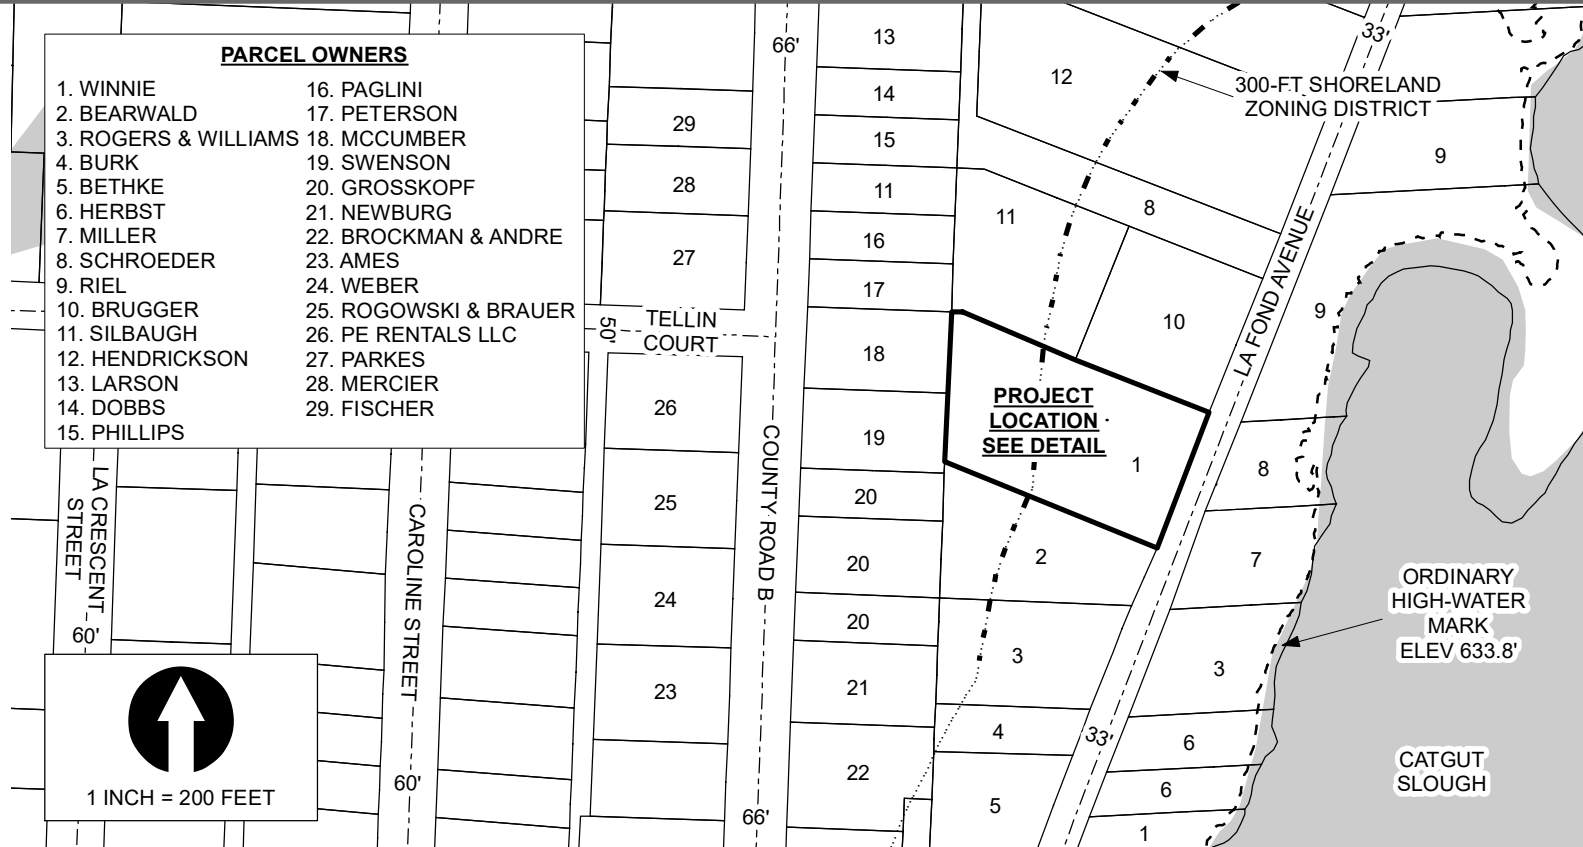 PARCEL OWNERS
1. WINNIE
2. BEARWALD
3. ROGERS & WILLIAMS
4. BURK
5. BETHKE
6. HERBST
7. MILLER
8. SCHROEDER
9. RIEL
10. BRUGGER
11. SILBAUGH
12. HENDRICKSON
13. LARSON
14. DOBBS
15. PHILLIPS
16. PAGLINI
17. PETERSON
18. MCCUMBER
19. SWENSON
20. GROSSKOPF
21. NEWBURG
22. BROCKMAN & ANDRE
23. AMES
24. WEBER
25. ROGOWSKI & BRAUER
26. PE RENTALS LLC
27. PARKES
28. MERCIER
29. FISCHER
LA CRESCENT
STREET
60'
1 INCH = 200 FEET
CAROLINE STREET
60'
29
28
27
50'
TELLIN
COURT
26
25
24
23
66'
COUNTY ROAD B
66'
13
14
15
11
16
17
18
19
20
20
20
21
22
12
300-FT SHORELAND
ZONING DISTRICT
33'
9
8
11
10
LA FOND AVENUE
9
PROJECT
LOCATION
SEE DETAIL
1
8
2
7
3
3
4
33'
6
5
6
1
ORDINARY
HIGH-WATER
MARK
ELEV 633.8'
CATGUT
SLOUGH